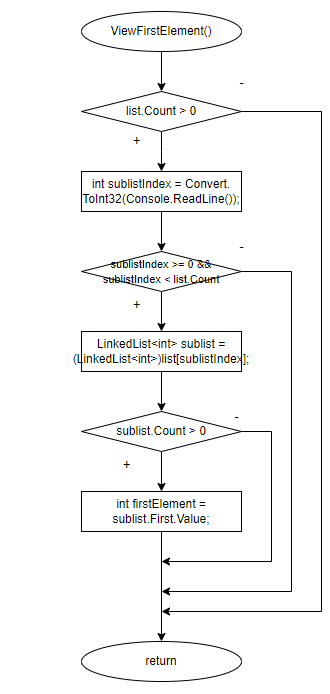 ViewFirstElement()
-
list.Count > 0
+
int sublistIndex = Convert.
ToInt32(Console.ReadLine());
-
sublistIndex >= 0 &&
sublistIndex < list.Count
+
LinkedList<int> sublist =
(LinkedList<int>)list[sublistIndex];
-
sublist.Count > 0
+
int firstElement =
sublist.First.Value;
return